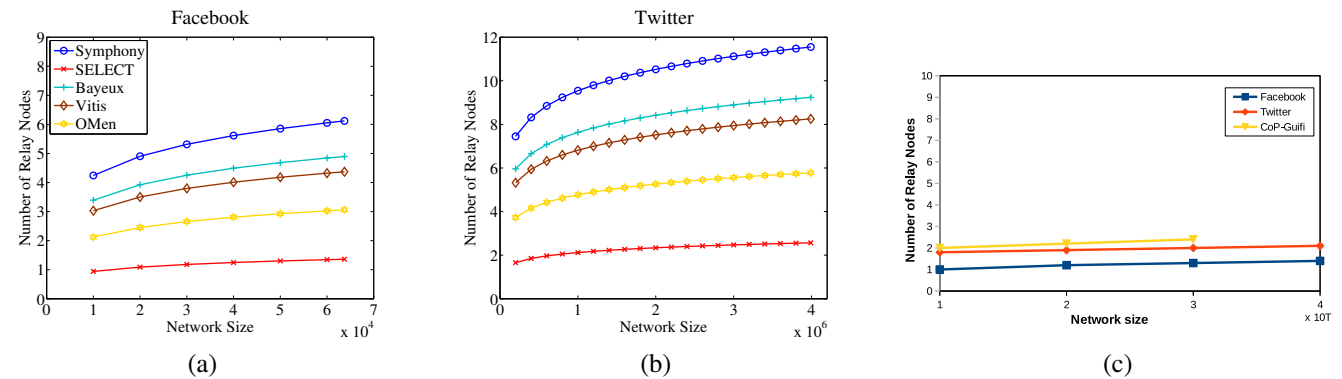 Facebook
Number of Relay Nodes
9
8
7
6
5
4
3
2
1
0
Symphony
SELECT
Bayeux
Vitis
OMen
0 1 2 3 4 5 6 7
Network Size
x 10^4
(a)
Twitter
Number of Relay Nodes
12
10
8
6
4
2
0
0 1 2 3 4
Network Size
x 10^6
(b)
Number of Relay Nodes
10
9
8
7
6
5
4
3
2
1
0
Facebook
Twitter
CoP-Guifi
1 2 3 4
Network size
x 10T
(c)